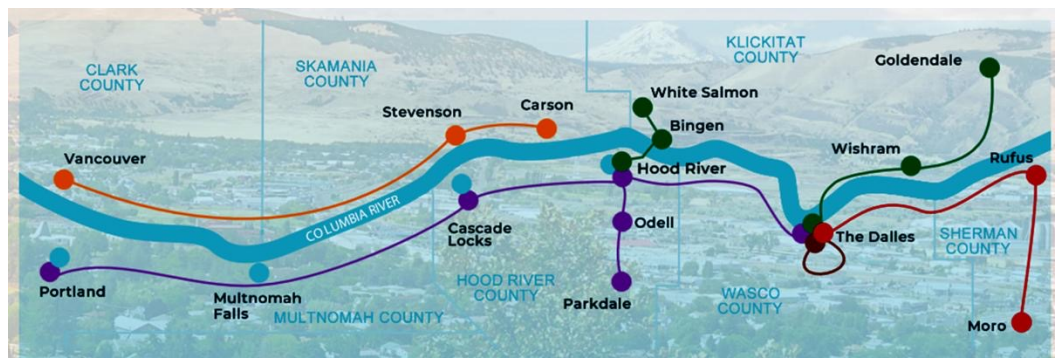 CLARK
COUNTY
SKAMANIA
COUNTY
KLICKITAT
COUNTY
Goldendale
White Salmon
Stevenson
Carson
Bingen
Vancouver
Wishram
Rufus
Hood River
COLUMBIA RIVER
Cascade
Locks
Odell
The Dalles
SHERMAN
COUNTY
Portland
Multnomah
Falls
HOOD RIVER
COUNTY
Parkdale
WASCO
COUNTY
MULTNOMAH COUNTY
Moro